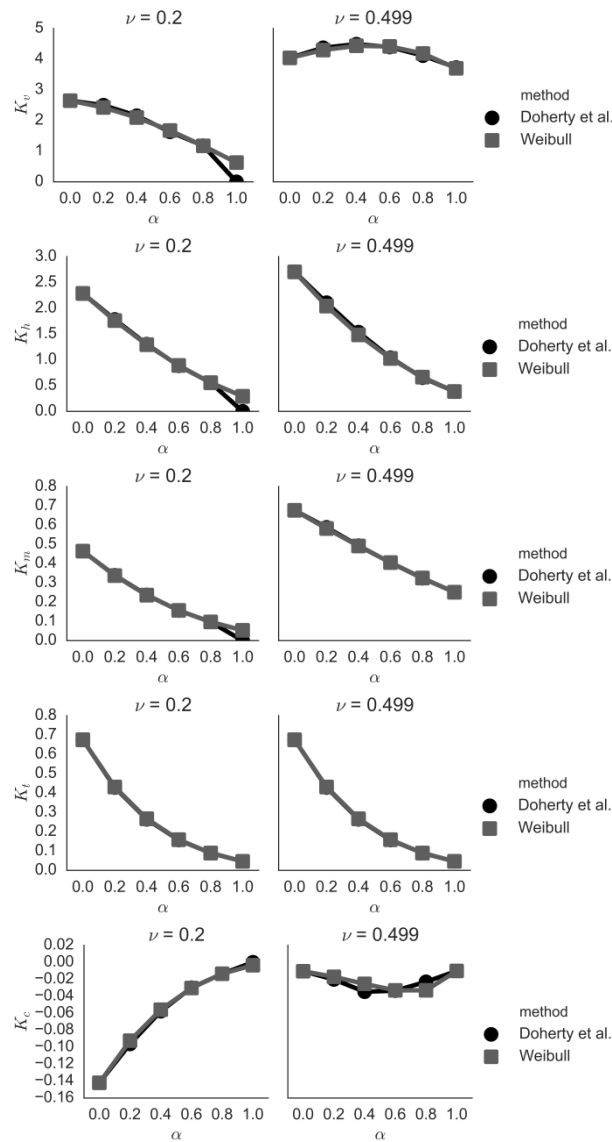 ν = 0.2 ν = 0.499
5
4
3
2
1
0
K_v
0.0 0.2 0.4 0.6 0.8 1.0 0.0 0.2 0.4 0.6 0.8 1.0
α α
method
Doherty et al.
Weibull
ν = 0.2 ν = 0.499
3.0
2.5
2.0
1.5
1.0
0.5
0.0
K_h
0.0 0.2 0.4 0.6 0.8 1.0 0.0 0.2 0.4 0.6 0.8 1.0
α α
method
Doherty et al.
Weibull
ν = 0.2 ν = 0.499
0.8
0.7
0.6
0.5
0.4
0.3
0.2
0.1
0.0
K_m
0.0 0.2 0.4 0.6 0.8 1.0 0.0 0.2 0.4 0.6 0.8 1.0
α α
method
Doherty et al.
Weibull
ν = 0.2 ν = 0.499
0.8
0.7
0.6
0.5
0.4
0.3
0.2
0.1
0.0
K_t
0.0 0.2 0.4 0.6 0.8 1.0 0.0 0.2 0.4 0.6 0.8 1.0
α α
method
Doherty et al.
Weibull
ν = 0.2 ν = 0.499
0.02
0.00
−0.02
−0.04
−0.06
−0.08
−0.10
−0.12
−0.14
−0.16
K_c
0.0 0.2 0.4 0.6 0.8 1.0 0.0 0.2 0.4 0.6 0.8 1.0
α α
method
Doherty et al.
Weibull